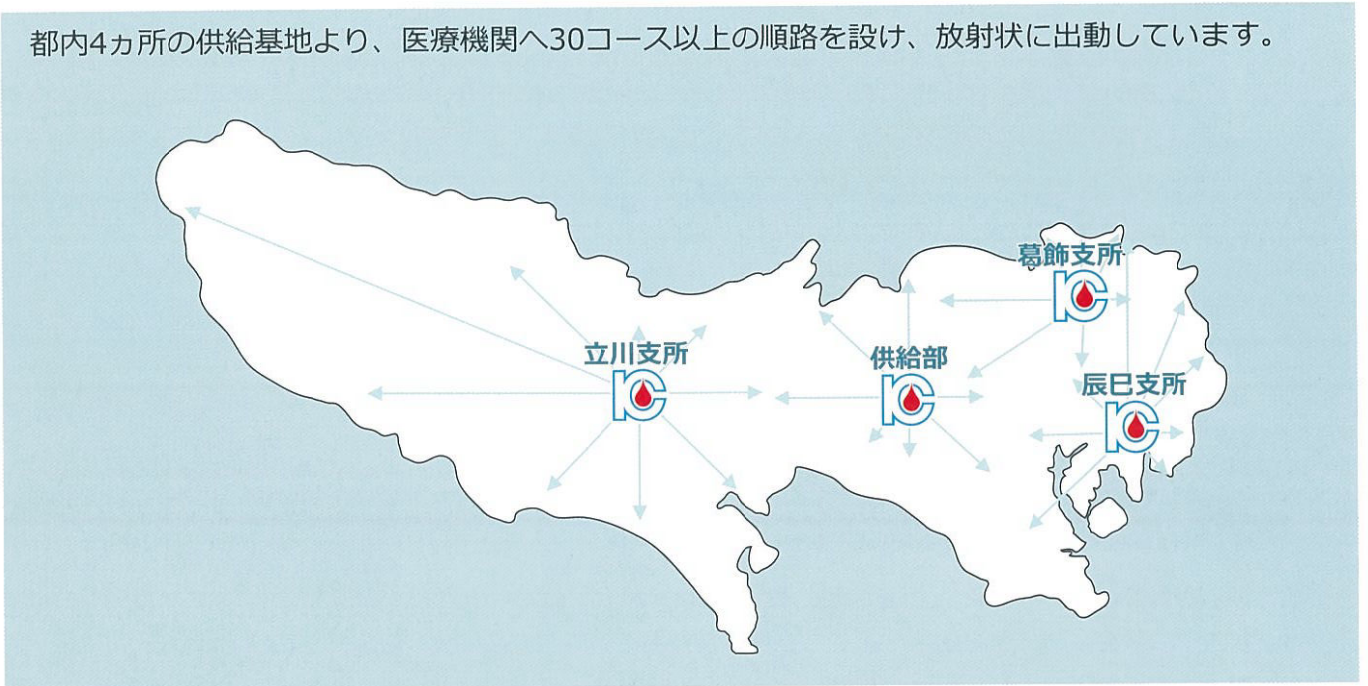 都内4ヵ所の供給基地より、医療機関へ30コース以上の順路を設け、放射状に出動しています。
葛飾支所
立川支所
供給部
辰巳支所